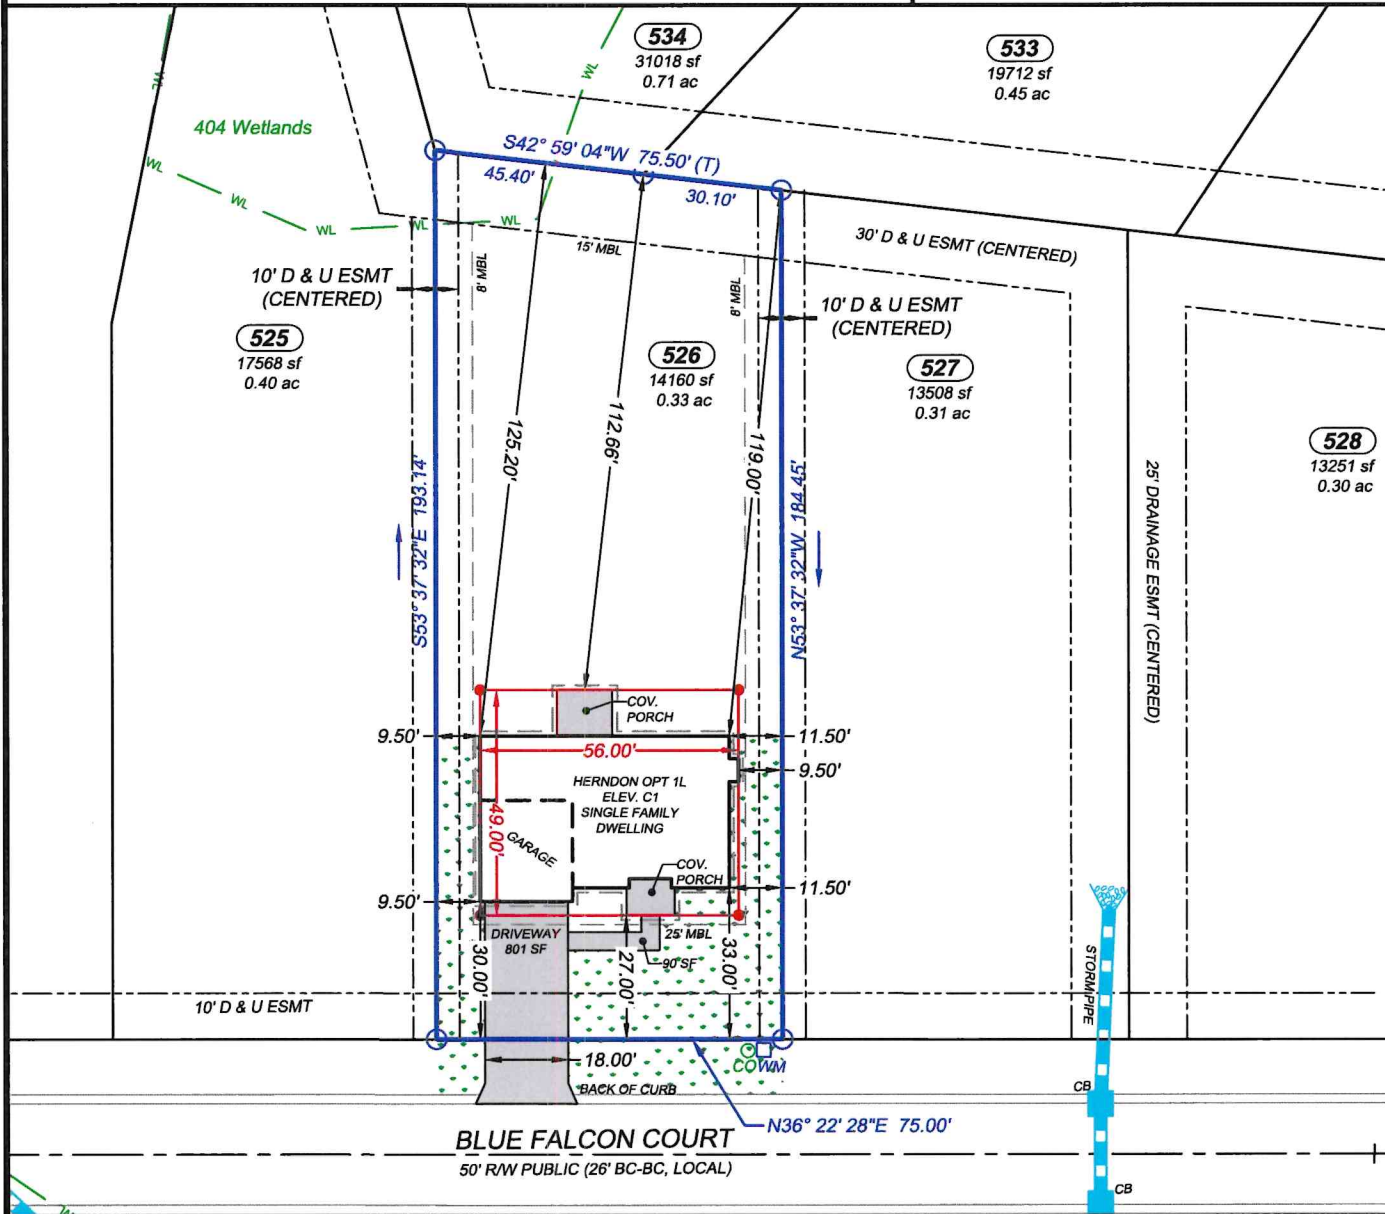 534
31018 sf
0.71 ac
533
19712 sf
0.45 ac
WL
WL
404 Wetlands
S42° 59' 04"W 75.50' (T)
45.40'
30.10'
WL
WL
WL
WL
WL
15' MBL
30' D & U ESMT (CENTERED)
10' D & U ESMT
(CENTERED)
8' MBL
8' MBL
10' D & U ESMT
(CENTERED)
525
17568 sf
0.40 ac
526
14160 sf
0.33 ac
527
13508 sf
0.31 ac
528
13251 sf
0.30 ac
125.20'
112.66'
119.00'
S53° 37' 32"E 193.14'
N53° 37' 32"W 184.45'
25' DRAINAGE ESMT (CENTERED)
COV.
PORCH
9.50'
11.50'
56.00'
9.50'
HERNDON OPT 1L
ELEV. C1
SINGLE FAMILY
DWELLING
49.00'
GARAGE
COV.
PORCH
9.50'
11.50'
DRIVEWAY
801 SF
25' MBL
90 SF
30.00'
27.00'
33.00'
STORM PIPE
10' D & U ESMT
18.00'
CO
WM
BACK OF CURB
CB
N36° 22' 28"E 75.00'
BLUE FALCON COURT
50' R/W PUBLIC (26' BC-BC, LOCAL)
CB